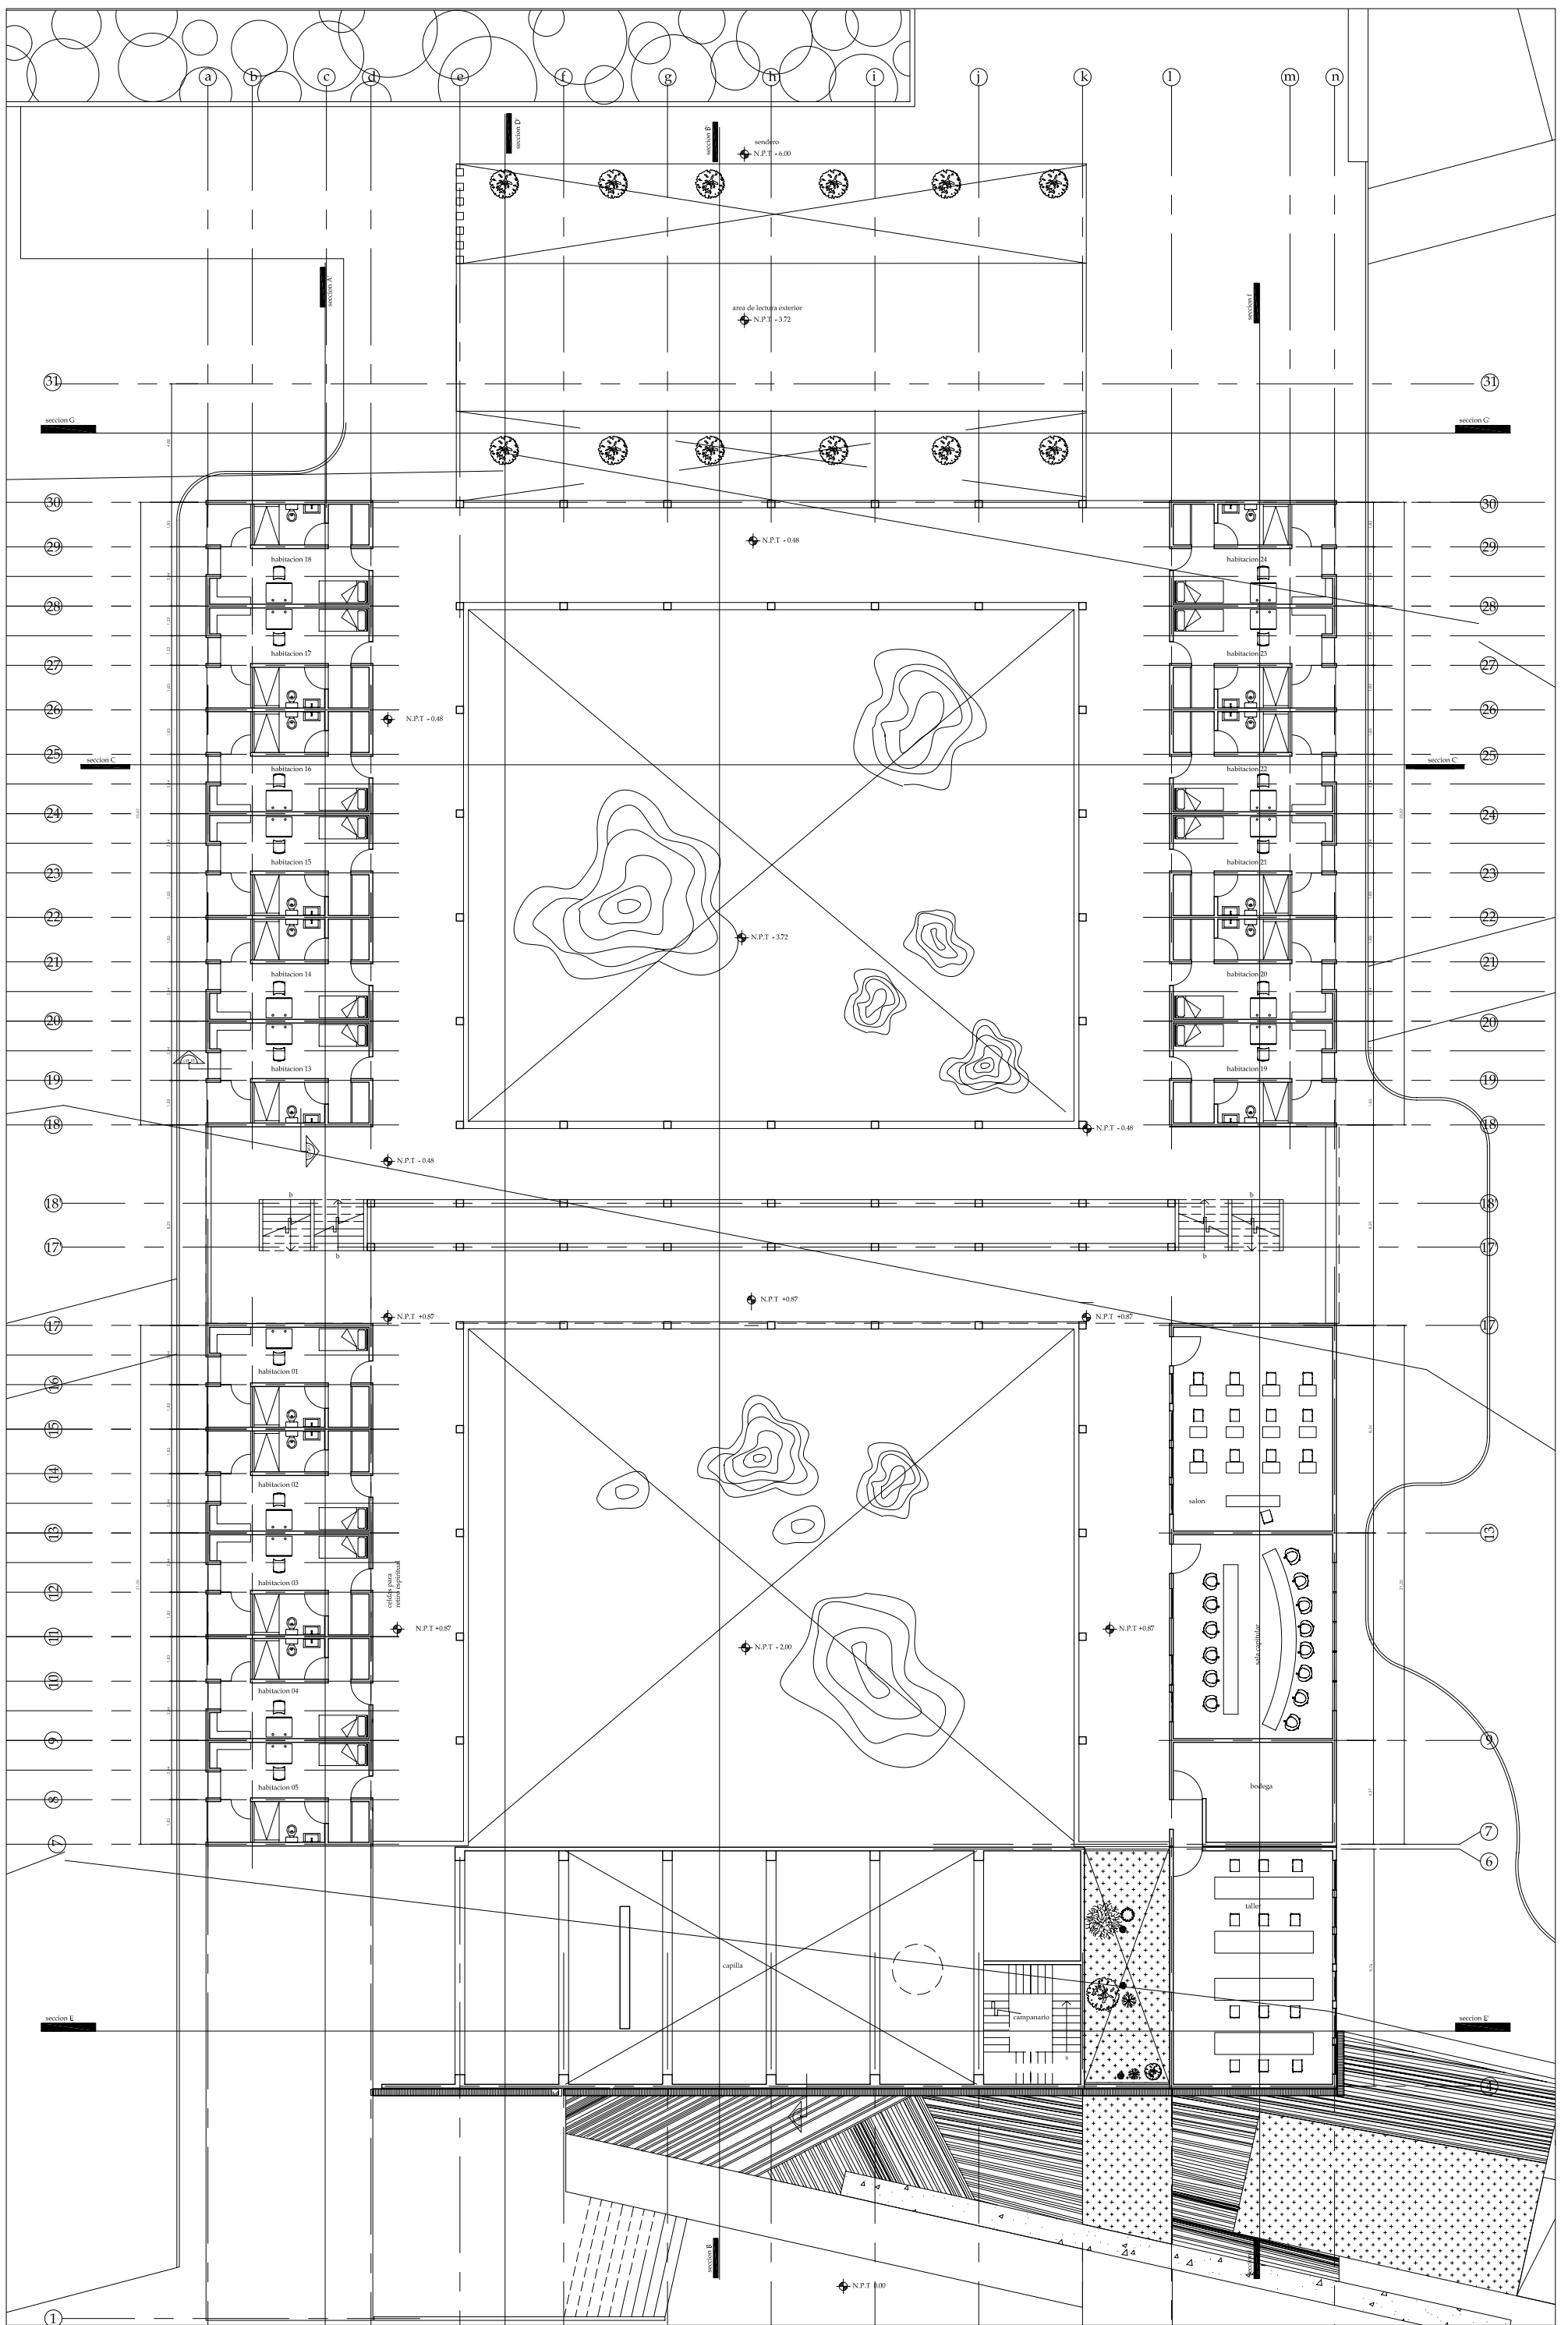 a b c d e f g h i j k l m n
seccion D'
seccion B'
sendero
N.P.T - 6.00
seccion A'
seccion f
area de lectura exterior
N.P.T - 3.72
31 31
seccion G seccion G'
30 30
N.P.T - 0.48
29 29
habitacion 18 habitacion 24
28 28
habitacion 17 habitacion 23
27 27
26 26
N.P.T - 0.48
25 25
seccion C seccion C'
habitacion 16 habitacion 22
24 24
habitacion 15 habitacion 21
23 23
22 22
N.P.T - 3.72
21 21
habitacion 14 habitacion 20
20 20
habitacion 13 habitacion 19
19 19
18 18
N.P.T - 0.48
N.P.T - 0.48
b b
18' 18'
17' 17'
b b
N.P.T +0.87
N.P.T +0.87 N.P.T +0.87
17 17
habitacion 01
16
15
14
habitacion 02
salon
13 13
celdas para
retiro espiritual
habitacion 03
12
11
N.P.T +0.87
N.P.T +0.87
sala capitular
N.P.T - 2.00
10
habitacion 04
9 9
habitacion 05
bodega
8
7 7
6
taller
capilla
campanario
seccion E seccion E'
seccion B
N.P.T 0.00
1